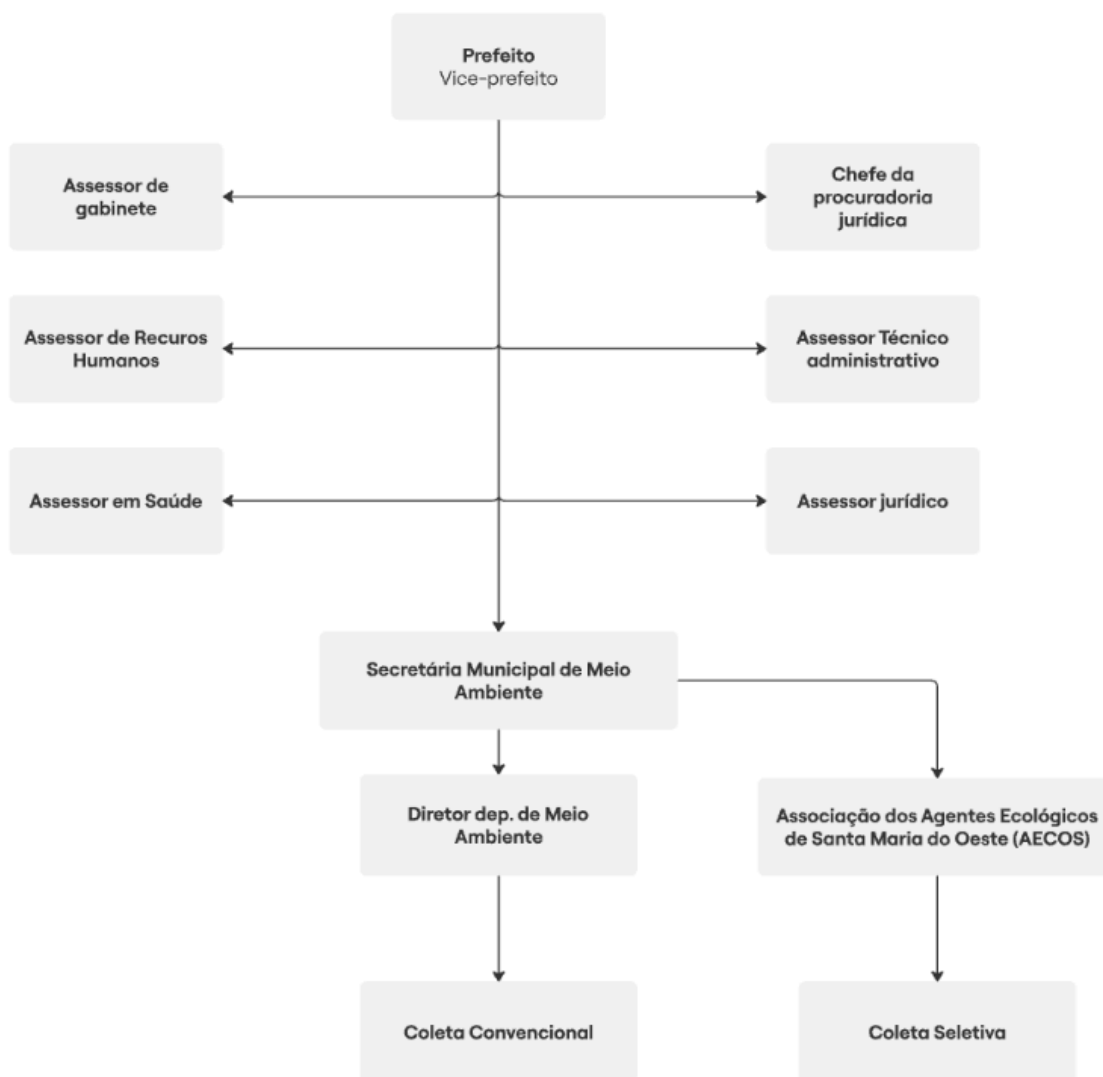 Prefeito
Vice-prefeito
Assessor de
gabinete
Chefe da
procuradoria
jurídica
Assessor de Recuros
Humanos
Assessor Técnico
administrativo
Assessor em Saúde
Assessor jurídico
Secretária Municipal de Meio
Ambiente
Diretor dep. de Meio
Ambiente
Associação dos Agentes Ecológicos
de Santa Maria do Oeste (AECOS)
Coleta Convencional
Coleta Seletiva